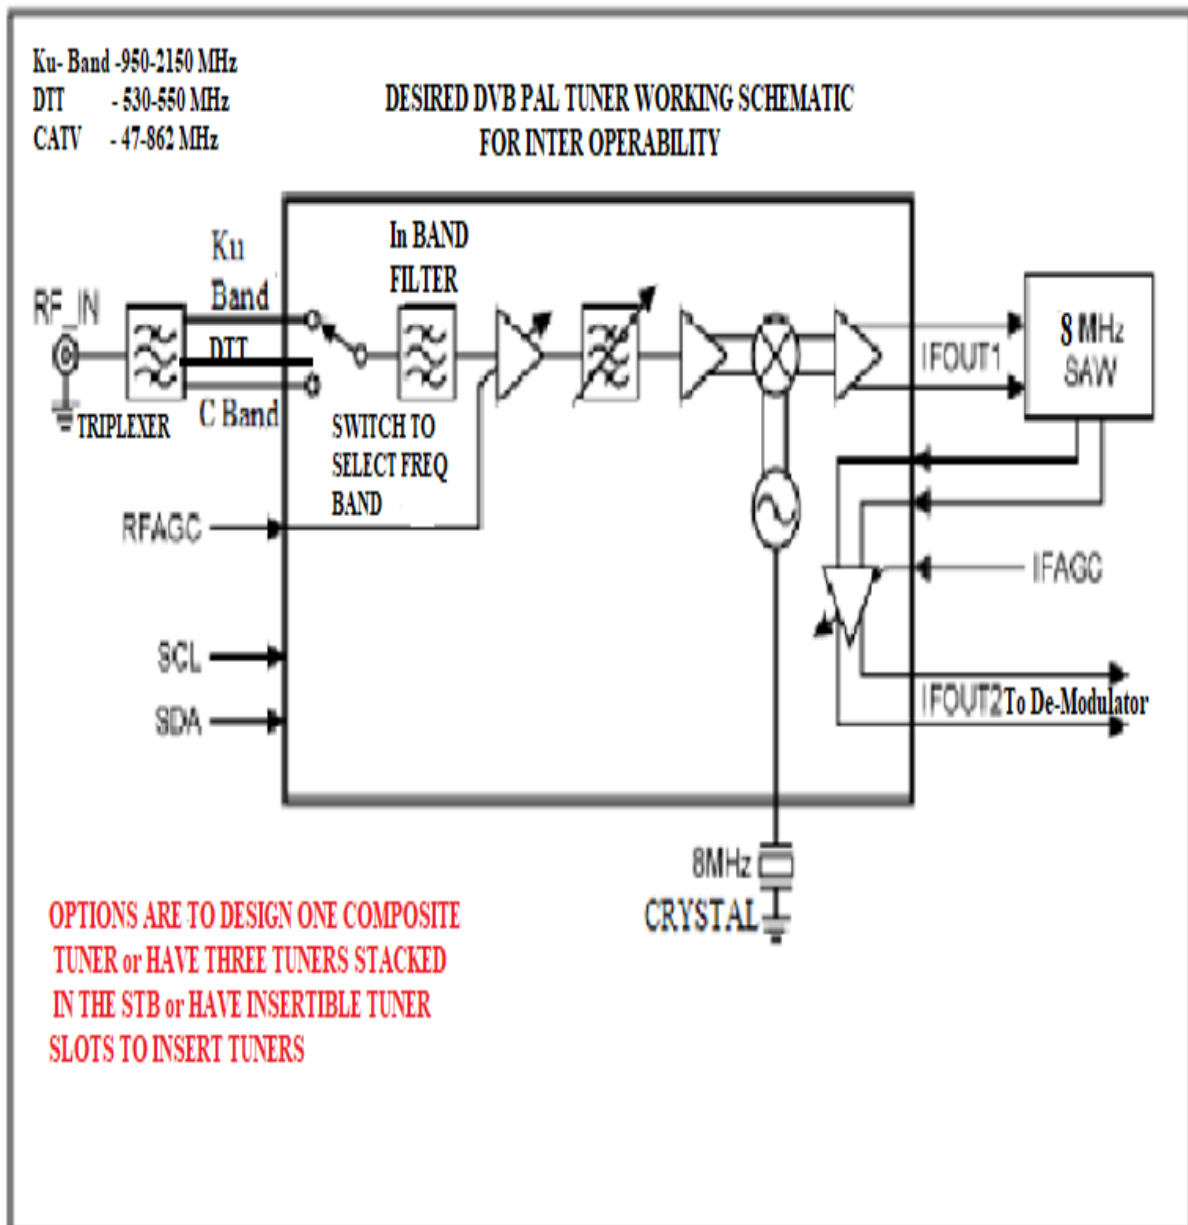 Ku- Band -950-2150 MHz
DTT - 530-550 MHz
CATV - 47-862 MHz
DESIRED DVB PAL TUNER WORKING SCHEMATIC
FOR INTER OPERABILITY
RF_IN
Ku
Band
DTT
C Band
TRIPLEXER
In BAND
FILTER
SWITCH TO
SELECT FREQ
BAND
IFOUT1
8 MHz
SAW
RFAGC
IFAGC
SCL
SDA
IFOUT2 To De-Modulator
8MHz
CRYSTAL
OPTIONS ARE TO DESIGN ONE COMPOSITE
TUNER or HAVE THREE TUNERS STACKED
IN THE STB or HAVE INSERTIBLE TUNER
SLOTS TO INSERT TUNERS